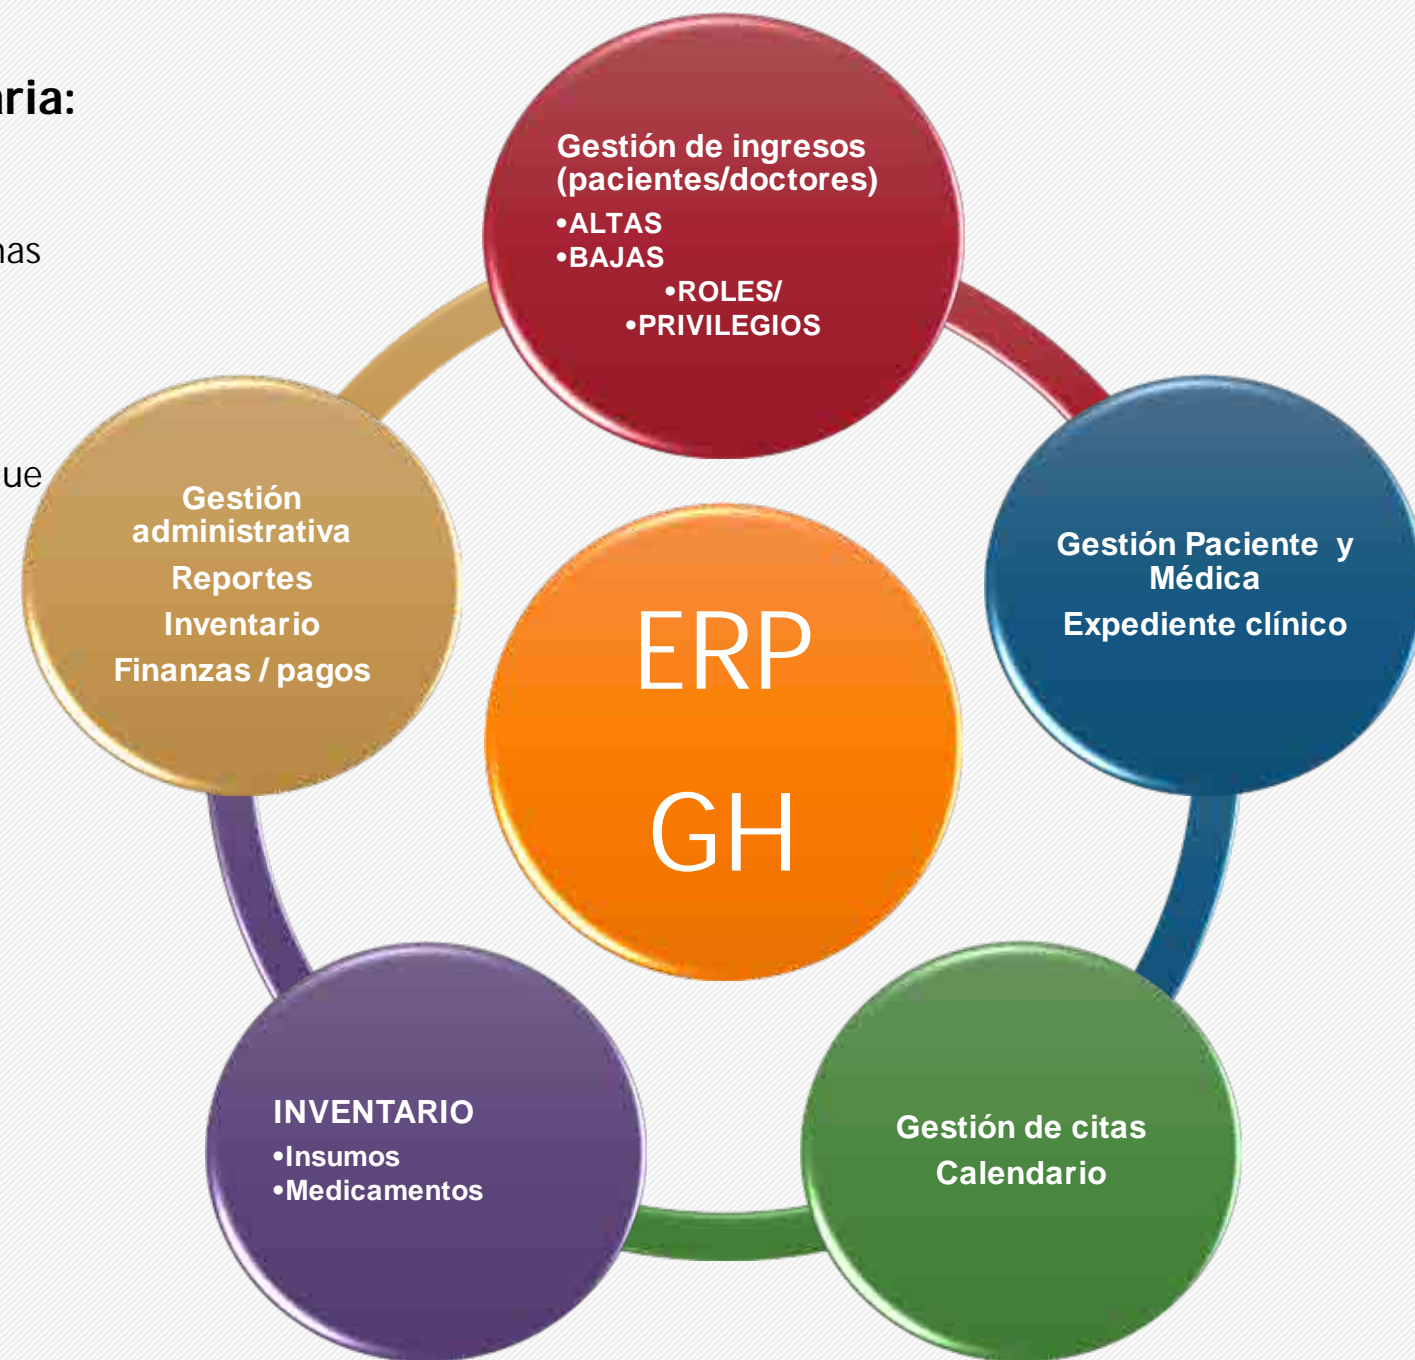 aria:
nas
ue
Gestión de ingresos
(pacientes/doctores)
•ALTAS
•BAJAS
•ROLES/
•PRIVILEGIOS
Gestión Paciente y
Médica
Expediente clínico
Gestión de citas
Calendario
INVENTARIO
•Insumos
•Medicamentos
Gestión
administrativa
Reportes
Inventario
Finanzas / pagos
ERP
GH